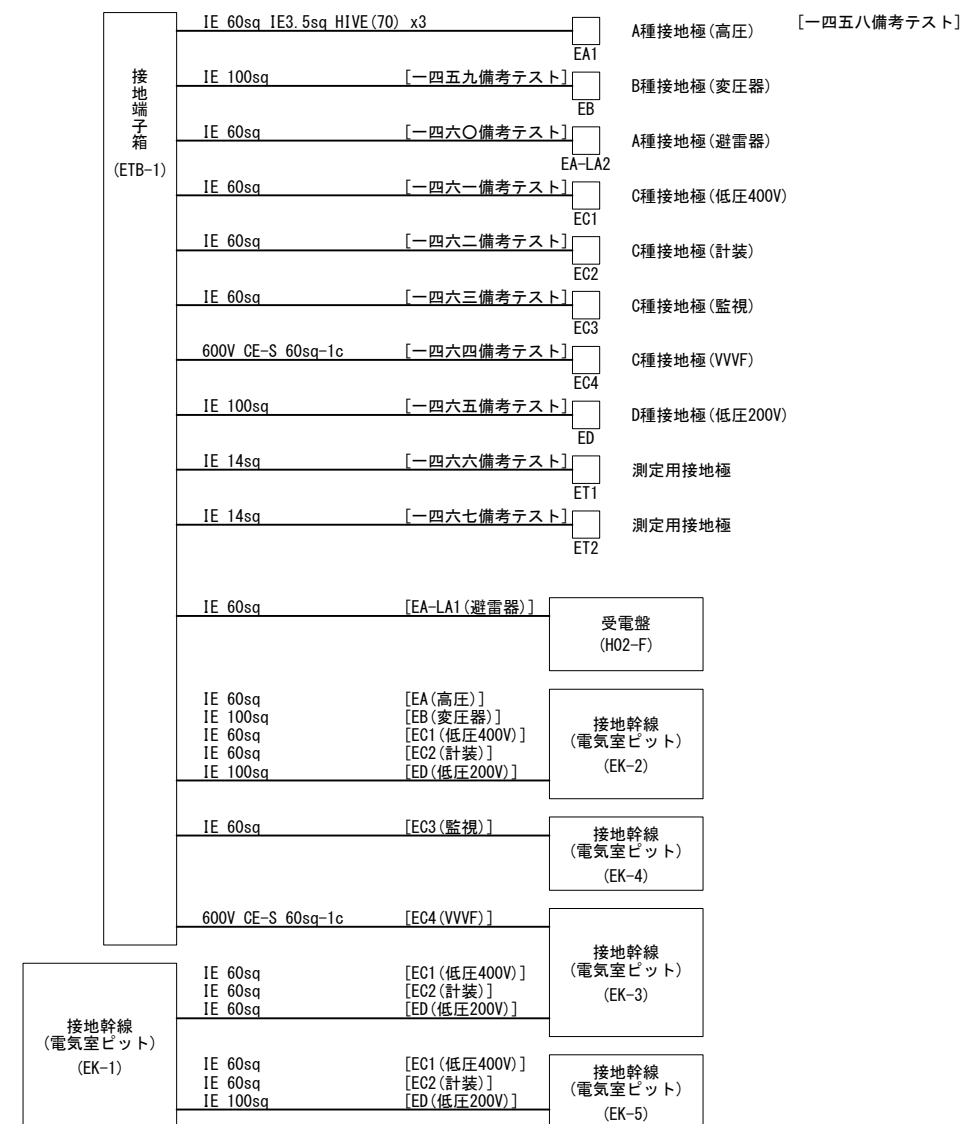 IE 60sq IE3.5sq HIVE(70) x3
EA1
A種接地極(高圧)
[一四五八備考テスト]
接地端子箱
(ETB-1)
IE 100sq
[一四五九備考テスト]
EB
B種接地極(変圧器)
IE 60sq
[一四六〇備考テスト]
EA-LA2
A種接地極(避雷器)
IE 60sq
[一四六一備考テスト]
EC1
C種接地極(低圧400V)
IE 60sq
[一四六二備考テスト]
EC2
C種接地極(計装)
IE 60sq
[一四六三備考テスト]
EC3
C種接地極(監視)
600V CE-S 60sq-1c
[一四六四備考テスト]
EC4
C種接地極(VVVF)
IE 100sq
[一四六五備考テスト]
ED
D種接地極(低圧200V)
IE 14sq
[一四六六備考テスト]
ET1
測定用接地極
IE 14sq
[一四六七備考テスト]
ET2
測定用接地極
IE 60sq
[EA-LA1(避雷器)]
受電盤
(H02-F)
IE 60sq
[EA(高圧)]
IE 100sq
[EB(変圧器)]
IE 60sq
[EC1(低圧400V)]
IE 60sq
[EC2(計装)]
IE 100sq
[ED(低圧200V)]
接地幹線
(電気室ピット)
(EK-2)
IE 60sq
[EC3(監視)]
接地幹線
(電気室ピット)
(EK-4)
600V CE-S 60sq-1c
[EC4(VVVF)]
IE 60sq
[EC1(低圧400V)]
IE 60sq
[EC2(計装)]
IE 60sq
[ED(低圧200V)]
接地幹線
(電気室ピット)
(EK-3)
接地幹線
(電気室ピット)
(EK-1)
IE 60sq
[EC1(低圧400V)]
IE 60sq
[EC2(計装)]
IE 100sq
[ED(低圧200V)]
接地幹線
(電気室ピット)
(EK-5)